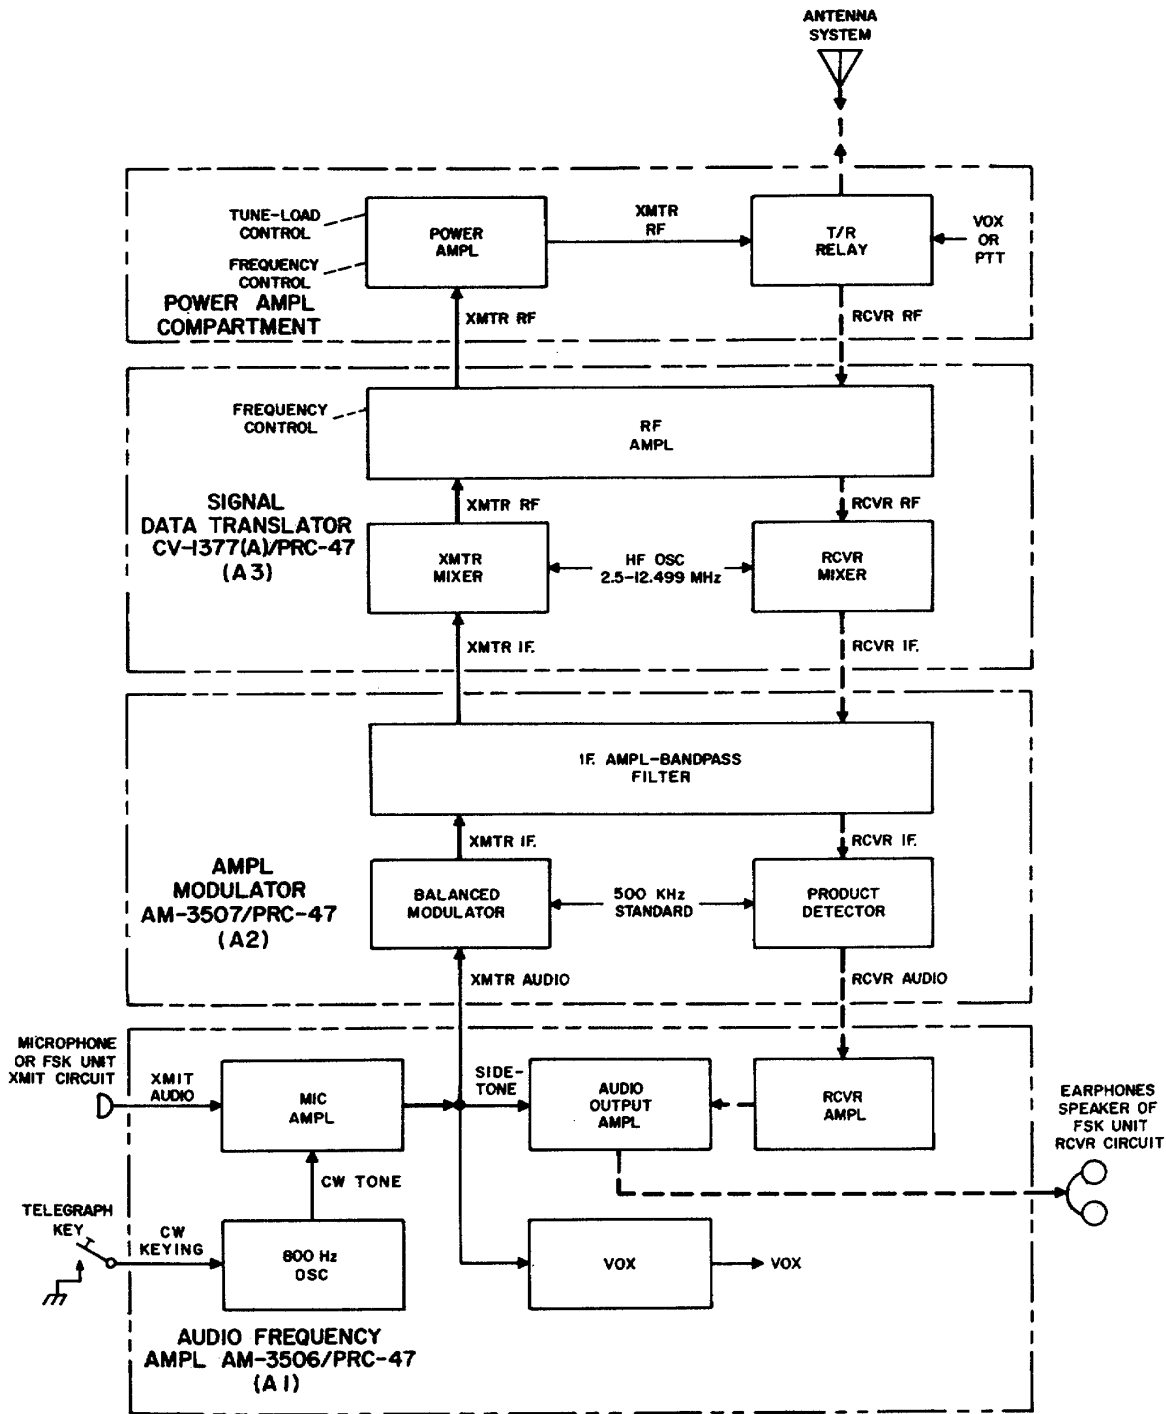 ANTENNA
SYSTEM
TUNE-LOAD
CONTROL
FREQUENCY
CONTROL
POWER AMPL
COMPARTMENT
POWER
AMPL
XMTR
RF
T/R
RELAY
VOX
OR
PTT
XMTR RF
RCVR RF
FREQUENCY
CONTROL
RF
AMPL
SIGNAL
DATA TRANSLATOR
CV-1377(A)/PRC-47
(A3)
XMTR RF
RCVR RF
XMTR
MIXER
HF OSC
2.5-12.499 MHz
RCVR
MIXER
XMTR IF.
RCVR IF.
IF. AMPL-BANDPASS
FILTER
AMPL
MODULATOR
AM-3507/PRC-47
(A2)
XMTR IF.
RCVR IF.
BALANCED
MODULATOR
500 KHz
STANDARD
PRODUCT
DETECTOR
XMTR AUDIO
RCVR AUDIO
MICROPHONE
OR FSK UNIT
XMIT CIRCUIT
XMIT
AUDIO
MIC
AMPL
SIDE-
TONE
AUDIO
OUTPUT
AMPL
RCVR
AMPL
EARPHONES
SPEAKER OF
FSK UNIT
RCVR CIRCUIT
CW TONE
TELEGRAPH
KEY
CW
KEYING
800 Hz
OSC
VOX
VOX
AUDIO FREQUENCY
AMPL AM-3506/PRC-47
(A1)